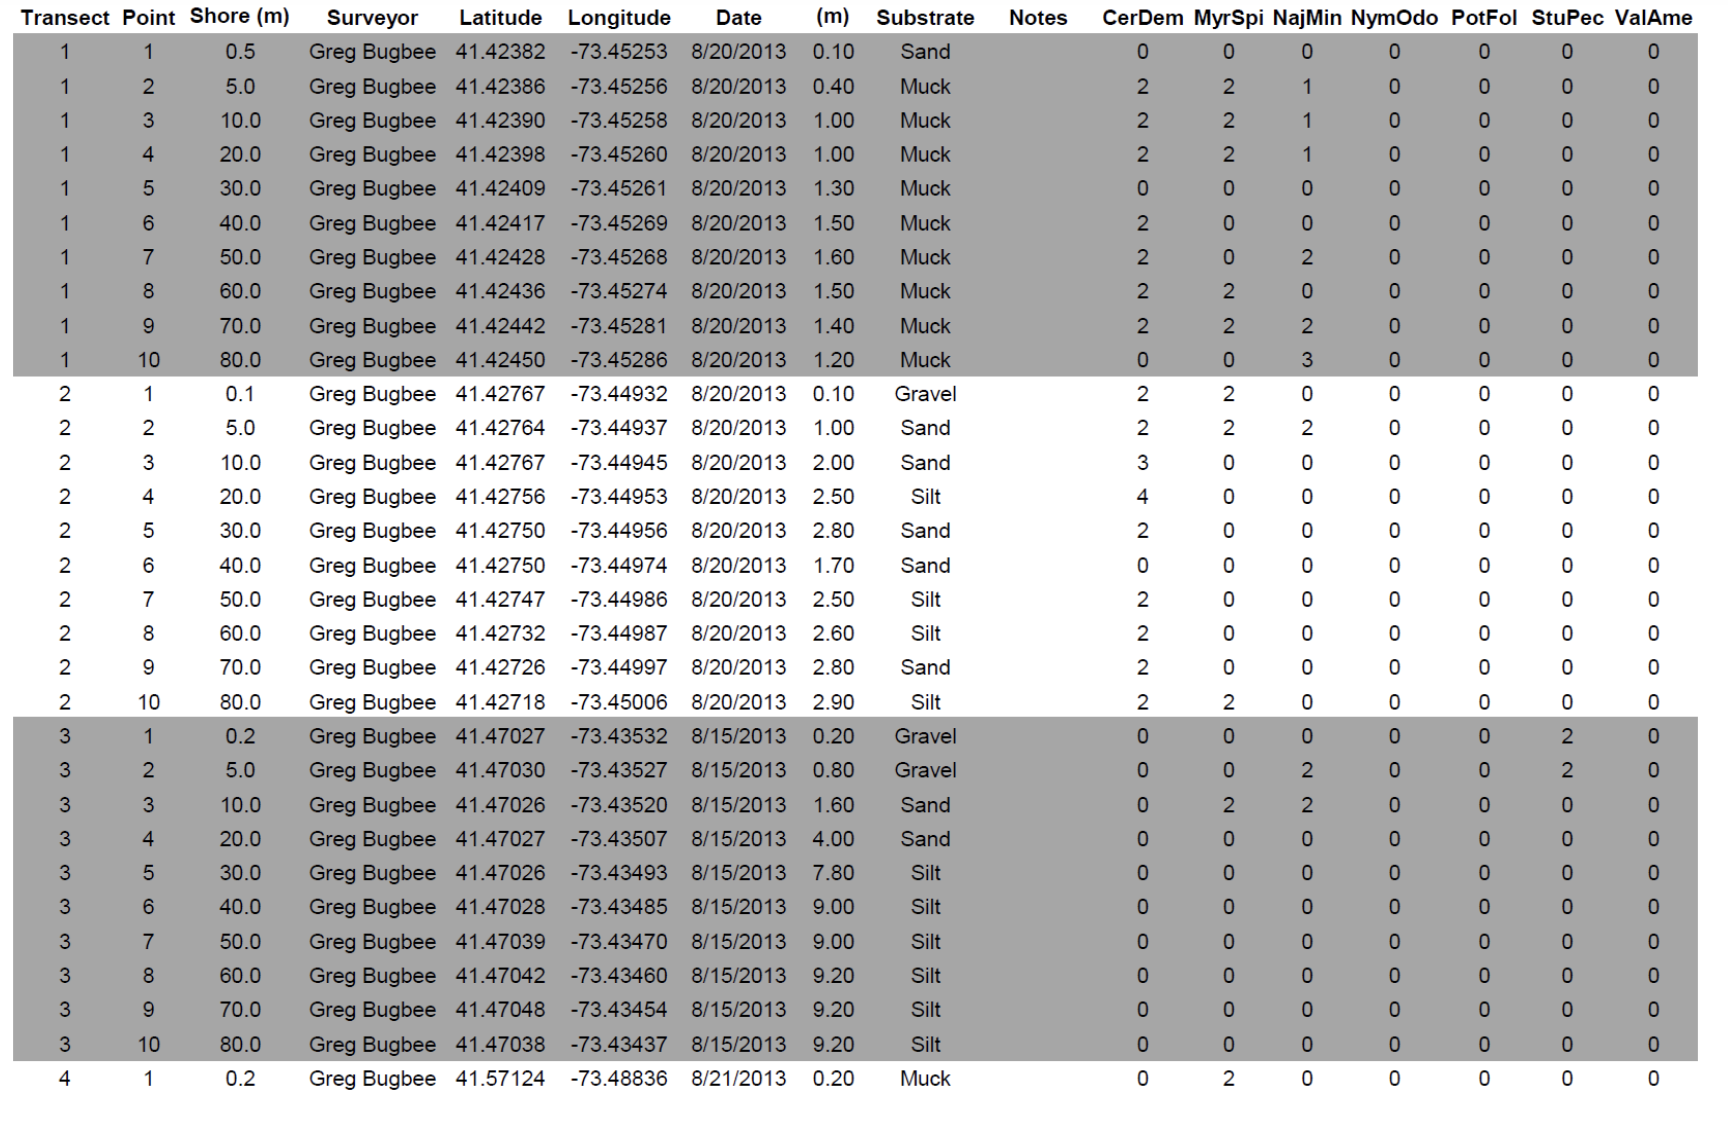 Transect Point Shore (m) Surveyor Latitude Longitude Date (m) Substrate Notes CerDem MyrSpi NajMin NymOdo PotFol StuPec ValAme
1 1 0.5 Greg Bugbee 41.42382 -73.45253 8/20/2013 0.10 Sand 0 0 0 0 0 0 0
1 2 5.0 Greg Bugbee 41.42386 -73.45256 8/20/2013 0.40 Muck 2 2 1 0 0 0 0
1 3 10.0 Greg Bugbee 41.42390 -73.45258 8/20/2013 1.00 Muck 2 2 1 0 0 0 0
1 4 20.0 Greg Bugbee 41.42398 -73.45260 8/20/2013 1.00 Muck 2 2 1 0 0 0 0
1 5 30.0 Greg Bugbee 41.42409 -73.45261 8/20/2013 1.30 Muck 0 0 0 0 0 0 0
1 6 40.0 Greg Bugbee 41.42417 -73.45269 8/20/2013 1.50 Muck 2 0 0 0 0 0 0
1 7 50.0 Greg Bugbee 41.42428 -73.45268 8/20/2013 1.60 Muck 2 0 2 0 0 0 0
1 8 60.0 Greg Bugbee 41.42436 -73.45274 8/20/2013 1.50 Muck 2 2 0 0 0 0 0
1 9 70.0 Greg Bugbee 41.42442 -73.45281 8/20/2013 1.40 Muck 2 2 2 0 0 0 0
1 10 80.0 Greg Bugbee 41.42450 -73.45286 8/20/2013 1.20 Muck 0 0 3 0 0 0 0
2 1 0.1 Greg Bugbee 41.42767 -73.44932 8/20/2013 0.10 Gravel 2 2 0 0 0 0 0
2 2 5.0 Greg Bugbee 41.42764 -73.44937 8/20/2013 1.00 Sand 2 2 2 0 0 0 0
2 3 10.0 Greg Bugbee 41.42767 -73.44945 8/20/2013 2.00 Sand 3 0 0 0 0 0 0
2 4 20.0 Greg Bugbee 41.42756 -73.44953 8/20/2013 2.50 Silt 4 0 0 0 0 0 0
2 5 30.0 Greg Bugbee 41.42750 -73.44956 8/20/2013 2.80 Sand 2 0 0 0 0 0 0
2 6 40.0 Greg Bugbee 41.42750 -73.44974 8/20/2013 1.70 Sand 0 0 0 0 0 0 0
2 7 50.0 Greg Bugbee 41.42747 -73.44986 8/20/2013 2.50 Silt 2 0 0 0 0 0 0
2 8 60.0 Greg Bugbee 41.42732 -73.44987 8/20/2013 2.60 Silt 2 0 0 0 0 0 0
2 9 70.0 Greg Bugbee 41.42726 -73.44997 8/20/2013 2.80 Sand 2 0 0 0 0 0 0
2 10 80.0 Greg Bugbee 41.42718 -73.45006 8/20/2013 2.90 Silt 2 2 0 0 0 0 0
3 1 0.2 Greg Bugbee 41.47027 -73.43532 8/15/2013 0.20 Gravel 0 0 0 0 0 2 0
3 2 5.0 Greg Bugbee 41.47030 -73.43527 8/15/2013 0.80 Gravel 0 0 2 0 0 2 0
3 3 10.0 Greg Bugbee 41.47026 -73.43520 8/15/2013 1.60 Sand 0 2 2 0 0 0 0
3 4 20.0 Greg Bugbee 41.47027 -73.43507 8/15/2013 4.00 Sand 0 0 0 0 0 0 0
3 5 30.0 Greg Bugbee 41.47026 -73.43493 8/15/2013 7.80 Silt 0 0 0 0 0 0 0
3 6 40.0 Greg Bugbee 41.47028 -73.43485 8/15/2013 9.00 Silt 0 0 0 0 0 0 0
3 7 50.0 Greg Bugbee 41.47039 -73.43470 8/15/2013 9.00 Silt 0 0 0 0 0 0 0
3 8 60.0 Greg Bugbee 41.47042 -73.43460 8/15/2013 9.20 Silt 0 0 0 0 0 0 0
3 9 70.0 Greg Bugbee 41.47048 -73.43454 8/15/2013 9.20 Silt 0 0 0 0 0 0 0
3 10 80.0 Greg Bugbee 41.47038 -73.43437 8/15/2013 9.20 Silt 0 0 0 0 0 0 0
4 1 0.2 Greg Bugbee 41.57124 -73.48836 8/21/2013 0.20 Muck 0 2 0 0 0 0 0